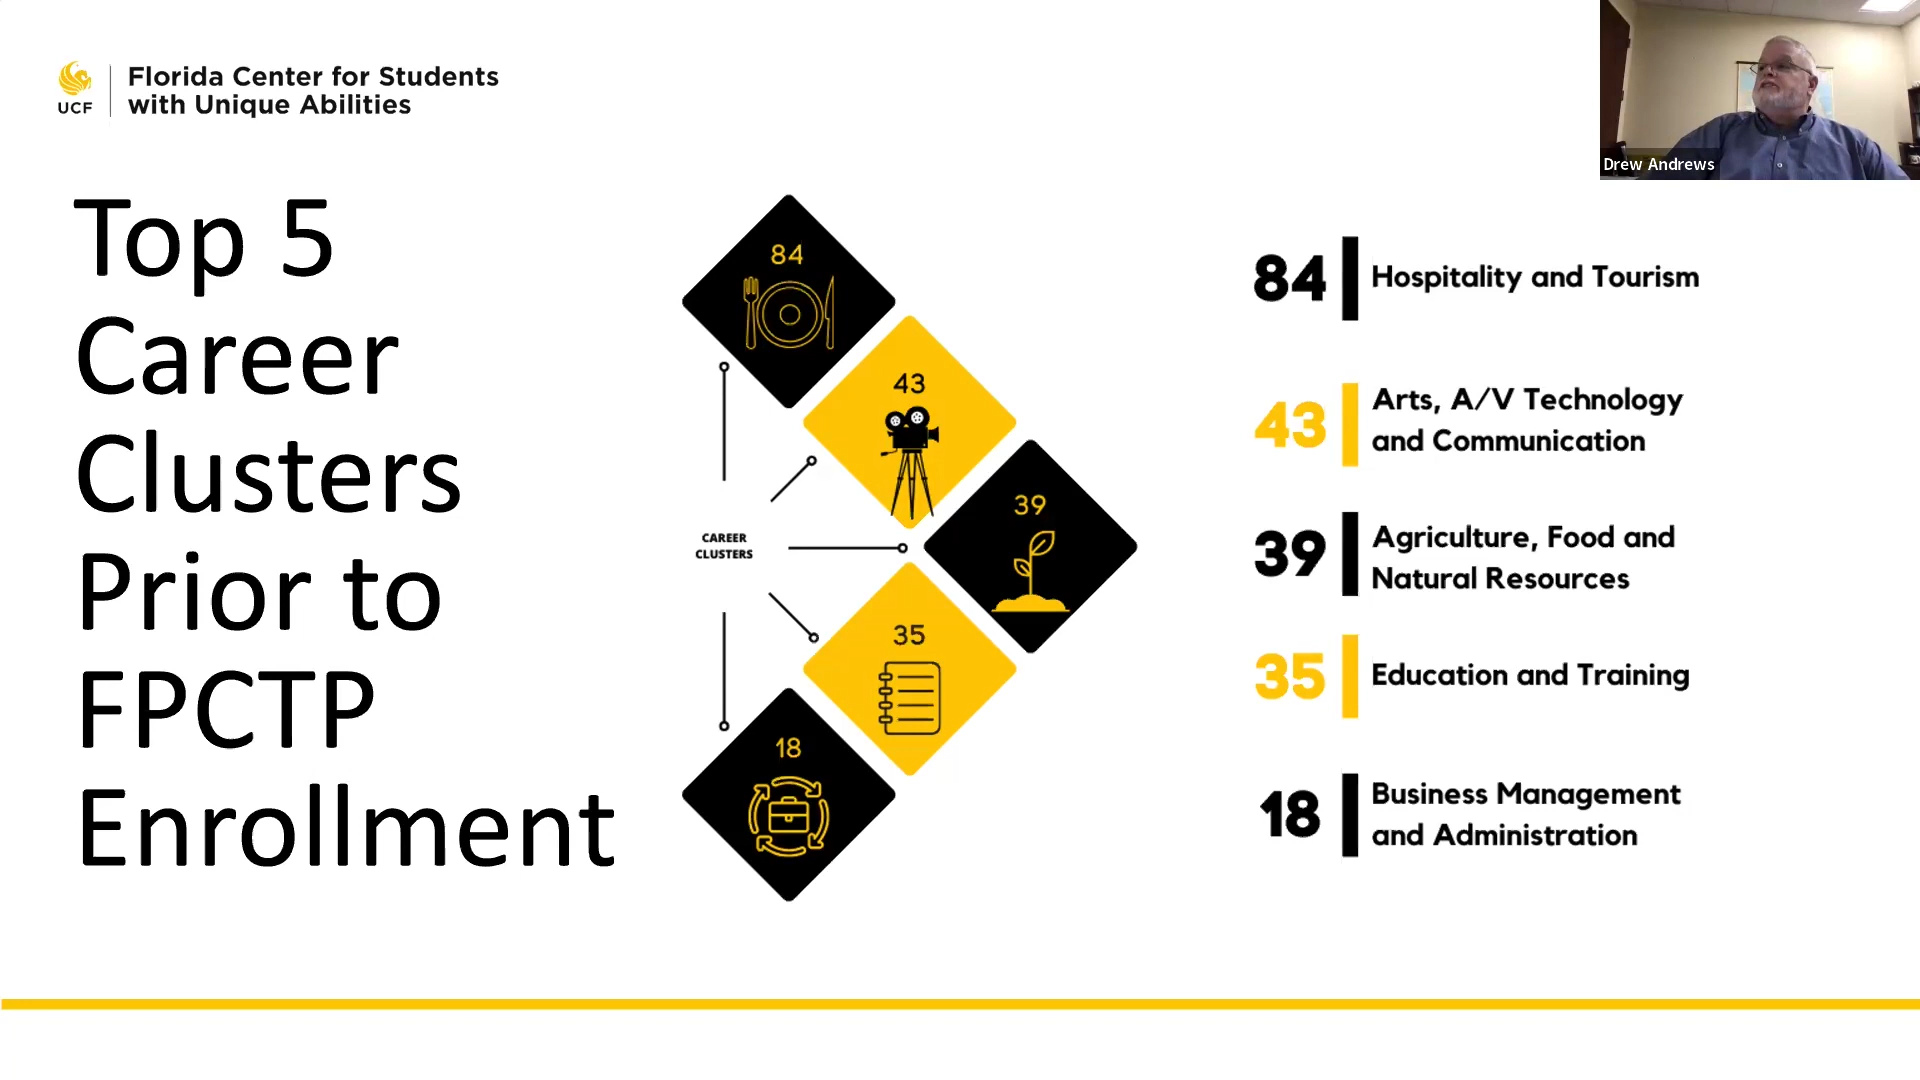 UCF
Florida Center for Students
with Unique Abilities
Drew Andrews
Top 5
Career
Clusters
Prior to
FPCTP
Enrollment
84
43
39
35
18
CAREER
CLUSTERS
84
Hospitality and Tourism
43
Arts, A/V Technology
and Communication
39
Agriculture, Food and
Natural Resources
35
Education and Training
18
Business Management
and Administration